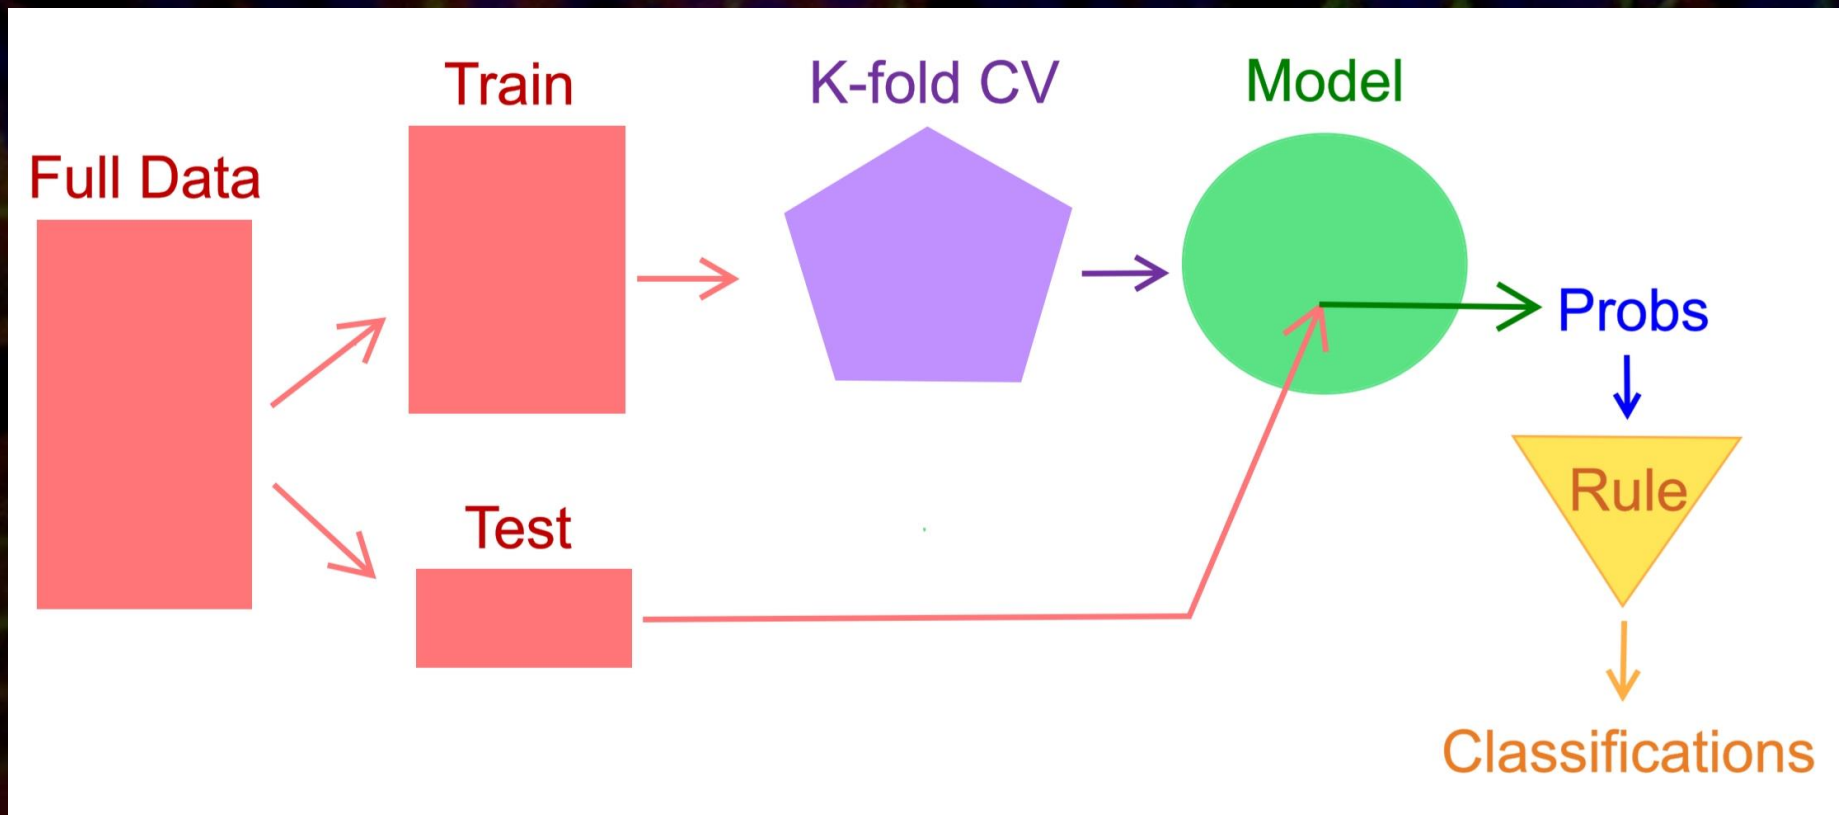 Full Data
Train
Test
K-fold CV
Model
Probs
Rule
Classifications